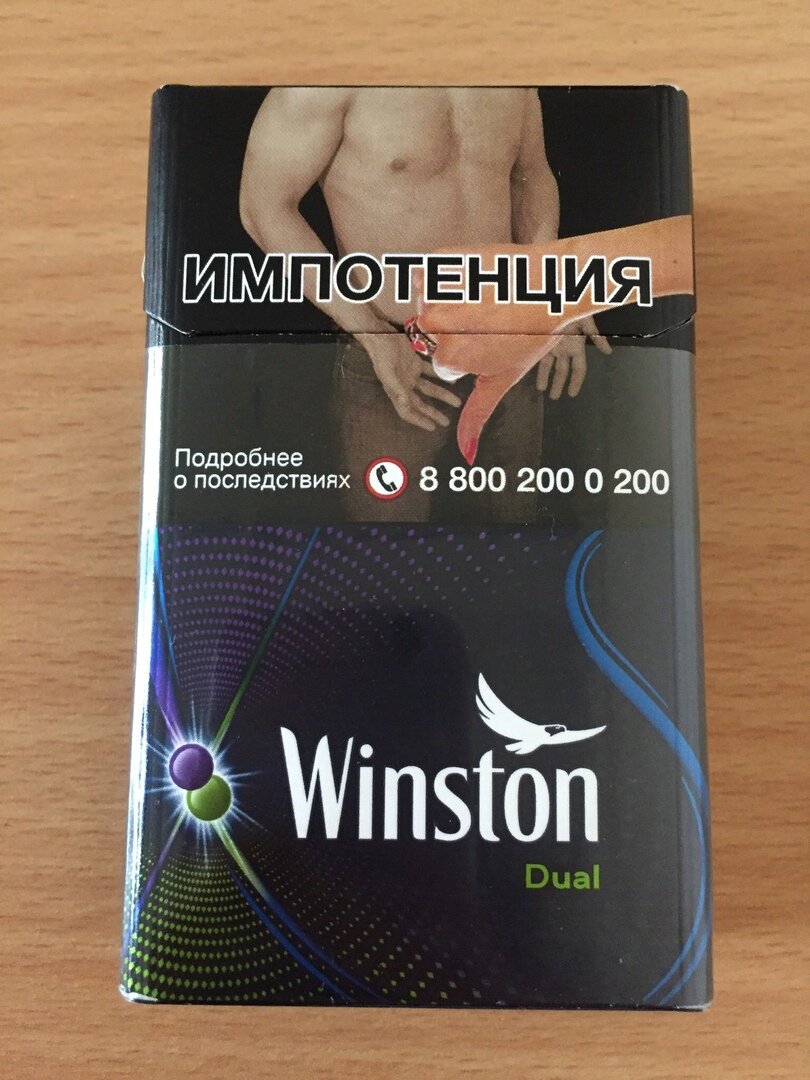 ИМПОТЕНЦИЯ
Подробнее
о последствиях 8 800 200 0 200
Winston
Dual